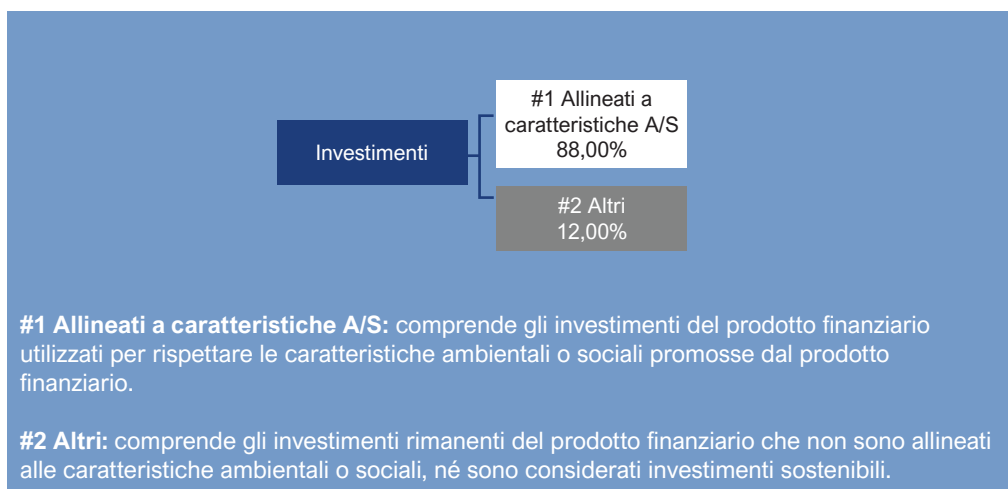 #1 Allineati a
caratteristiche A/S
88,00%
Investimenti
#2 Altri
12,00%
#1 Allineati a caratteristiche A/S: comprende gli investimenti del prodotto finanziario
utilizzati per rispettare le caratteristiche ambientali o sociali promosse dal prodotto
finanziario.
#2 Altri: comprende gli investimenti rimanenti del prodotto finanziario che non sono allineati
alle caratteristiche ambientali o sociali, né sono considerati investimenti sostenibili.